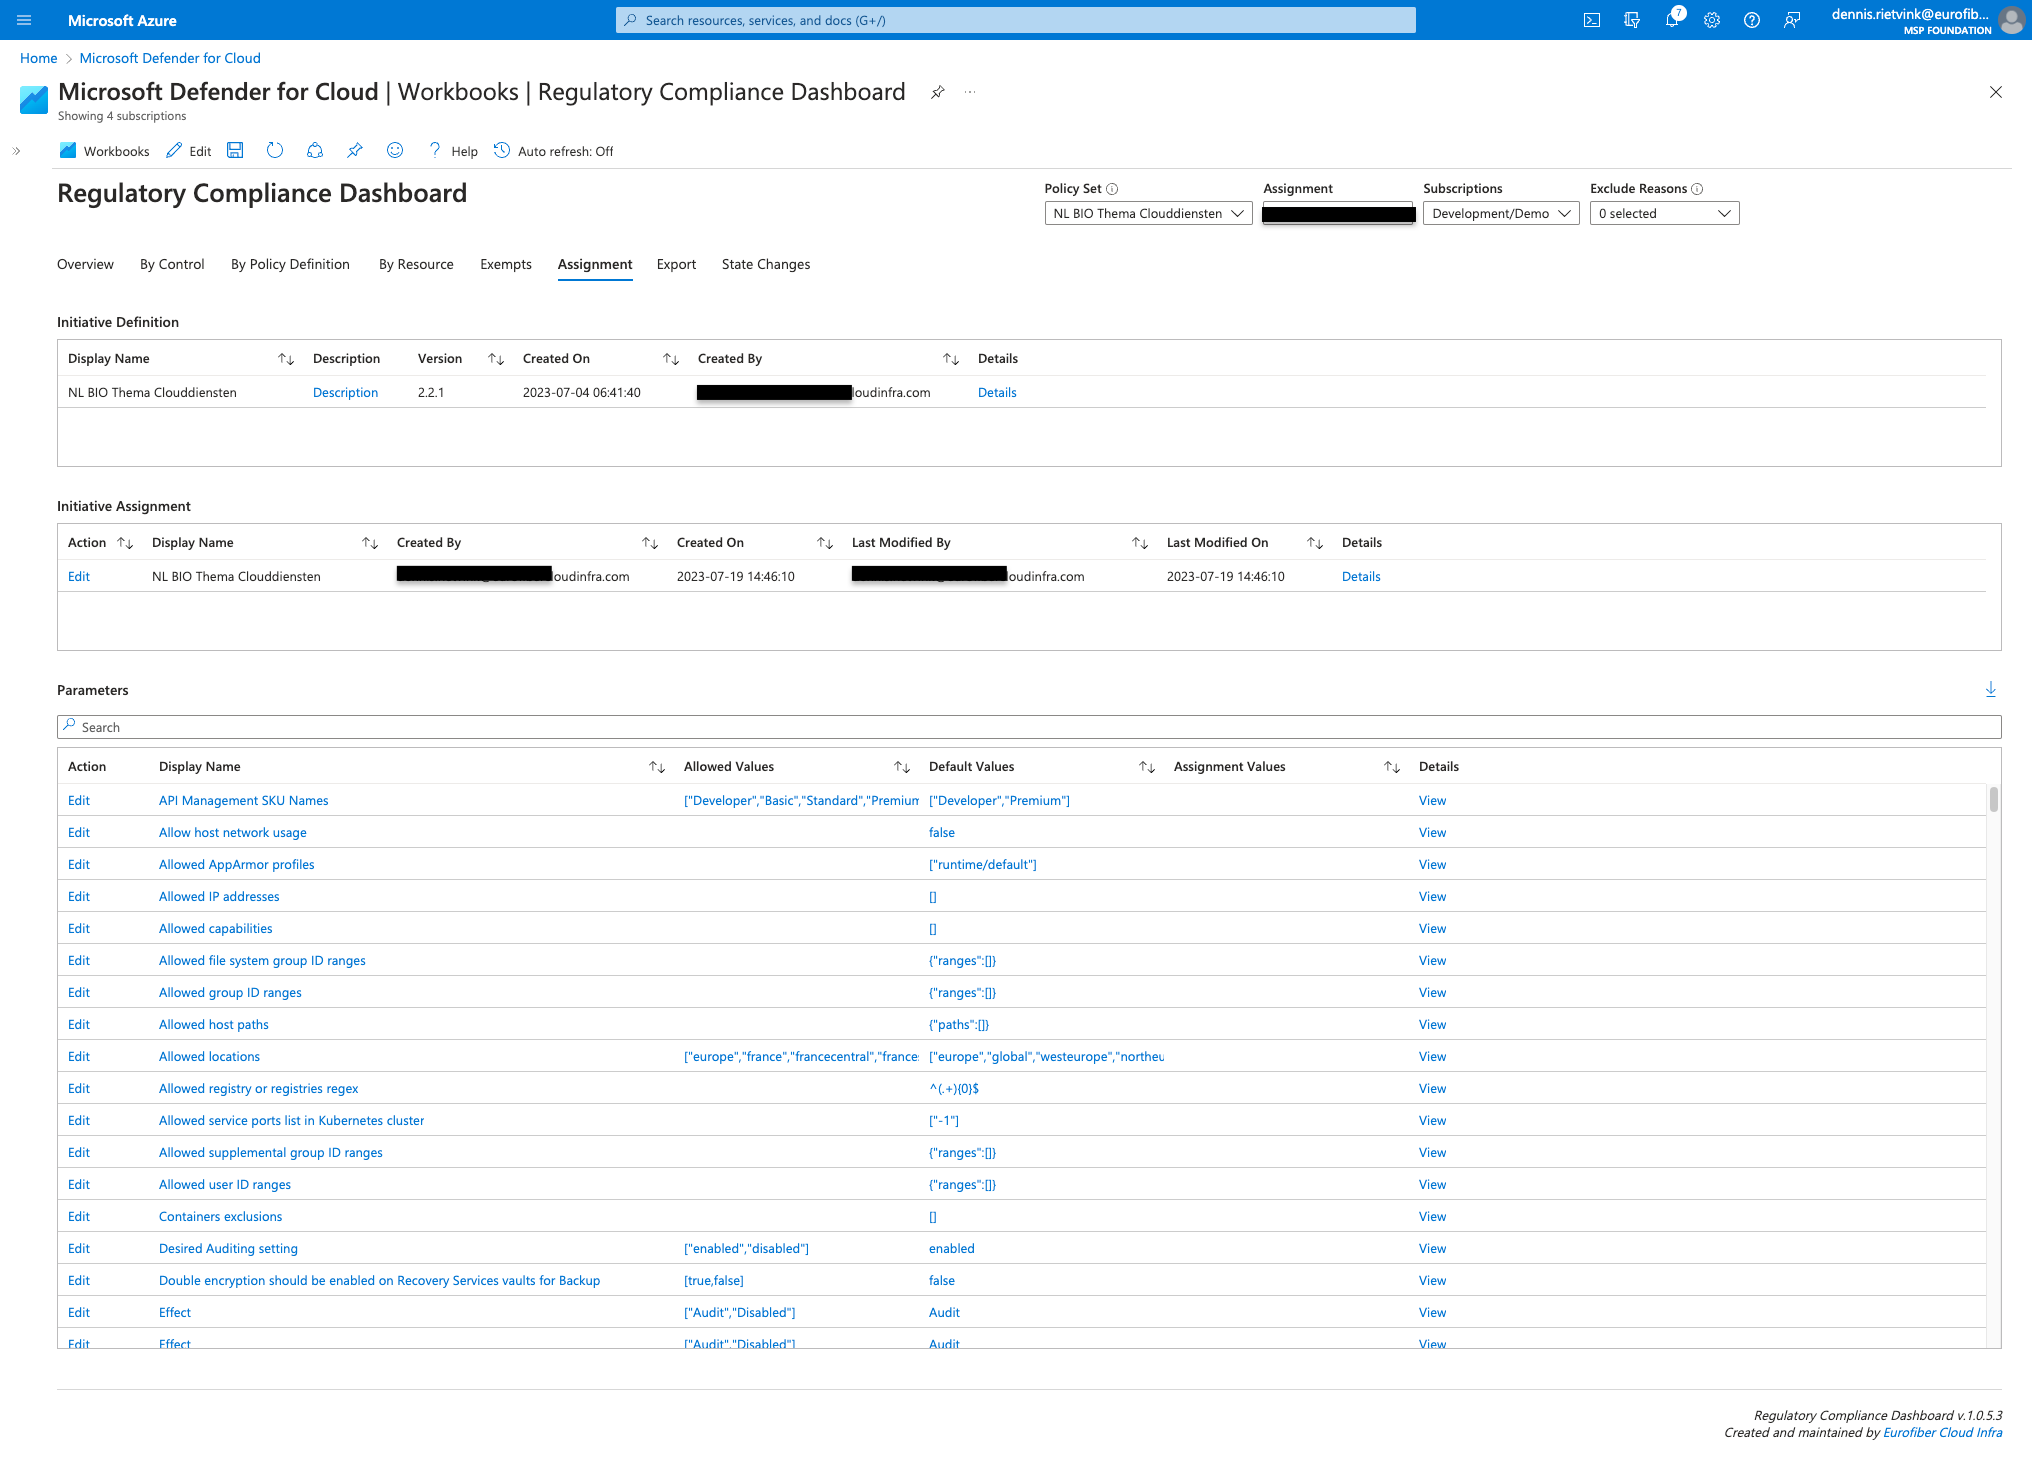 Microsoft Azure
Search resources, services, and docs (G+/)
7
dennis.rietvink@eurofib...
MSP FOUNDATION
Home > Microsoft Defender for Cloud
Microsoft Defender for Cloud | Workbooks | Regulatory Compliance Dashboard
Showing 4 subscriptions
Workbooks Edit Help Auto refresh: Off
Regulatory Compliance Dashboard
Policy Set Assignment Subscriptions Exclude Reasons
NL BIO Thema Clouddiensten Development/Demo 0 selected
Overview By Control By Policy Definition By Resource Exempts Assignment Export State Changes
Initiative Definition
Display Name Description Version Created On Created By Details
NL BIO Thema Clouddiensten Description 2.2.1 2023-07-04 06:41:40 loudinfra.com Details
Initiative Assignment
Action Display Name Created By Created On Last Modified By Last Modified On Details
Edit NL BIO Thema Clouddiensten loudinfra.com 2023-07-19 14:46:10 loudinfra.com 2023-07-19 14:46:10 Details
Parameters
Search
Action Display Name Allowed Values Default Values Assignment Values Details
Edit API Management SKU Names ["Developer","Basic","Standard","Premium ["Developer","Premium"] View
Edit Allow host network usage false View
Edit Allowed AppArmor profiles ["runtime/default"] View
Edit Allowed IP addresses [] View
Edit Allowed capabilities [] View
Edit Allowed file system group ID ranges {"ranges":[]} View
Edit Allowed group ID ranges {"ranges":[]} View
Edit Allowed host paths {"paths":[]} View
Edit Allowed locations ["europe","france","francecentral","france ["europe","global","westeurope","northeu View
Edit Allowed registry or registries regex ^(.+){0}$ View
Edit Allowed service ports list in Kubernetes cluster ["-1"] View
Edit Allowed supplemental group ID ranges {"ranges":[]} View
Edit Allowed user ID ranges {"ranges":[]} View
Edit Containers exclusions [] View
Edit Desired Auditing setting ["enabled","disabled"] enabled View
Edit Double encryption should be enabled on Recovery Services vaults for Backup [true,false] false View
Edit Effect ["Audit","Disabled"] Audit View
Edit Effect ["Audit","Disabled"] Audit View
Regulatory Compliance Dashboard v.1.0.5.3
Created and maintained by Eurofiber Cloud Infra